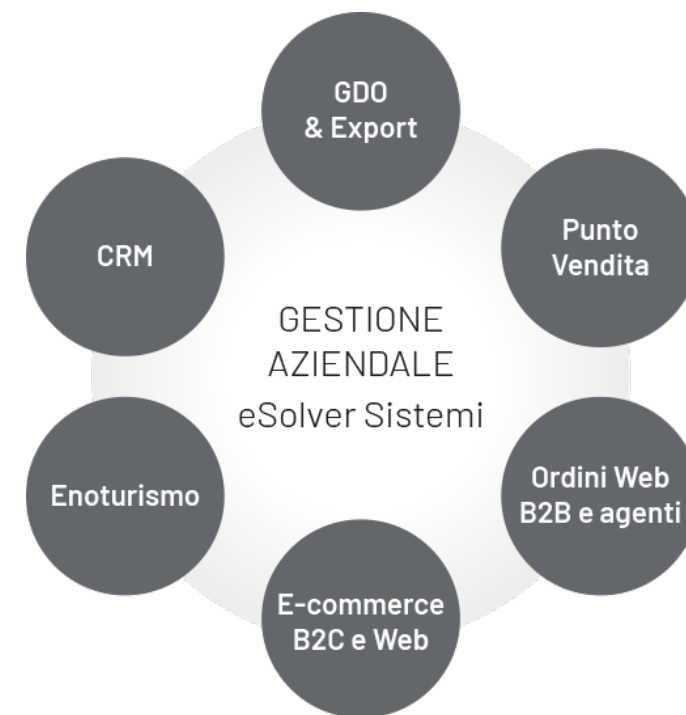 GDO
& Export
CRM
Punto
Vendita
GESTIONE
AZIENDALE
eSolver Sistemi
Enoturismo
Ordini Web
B2B e agenti
E-commerce
B2C e Web